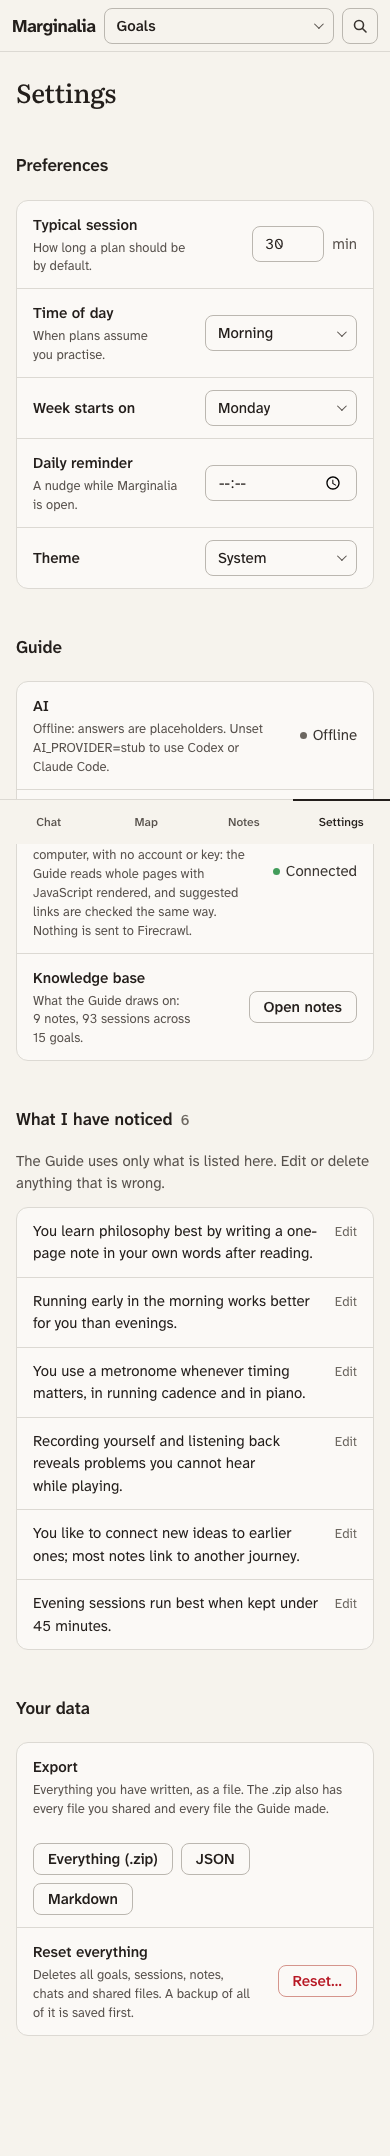 Marginalia
Goals
Settings
Preferences
Typical session
How long a plan should be
by default.
30 min
Time of day
When plans assume
you practise.
Morning
Week starts on
Monday
Daily reminder
A nudge while Marginalia
is open.
--:--
Theme
System
Guide
AI
Offline: answers are placeholders. Unset
AI_PROVIDER=stub to use Codex or
Claude Code.
Offline
Chat
Map
Notes
Settings
computer, with no account or key: the
Guide reads whole pages with
JavaScript rendered, and suggested
links are checked the same way.
Nothing is sent to Firecrawl.
Connected
Knowledge base
What the Guide draws on:
9 notes, 93 sessions across
15 goals.
Open notes
What I have noticed 6
The Guide uses only what is listed here. Edit or delete
anything that is wrong.
You learn philosophy best by writing a one-
page note in your own words after reading.
Edit
Running early in the morning works better
for you than evenings.
Edit
You use a metronome whenever timing
matters, in running cadence and in piano.
Edit
Recording yourself and listening back
reveals problems you cannot hear
while playing.
Edit
You like to connect new ideas to earlier
ones; most notes link to another journey.
Edit
Evening sessions run best when kept under
45 minutes.
Edit
Your data
Export
Everything you have written, as a file. The .zip also has
every file you shared and every file the Guide made.
Everything (.zip)
JSON
Markdown
Reset everything
Deletes all goals, sessions, notes,
chats and shared files. A backup of all
of it is saved first.
Reset...